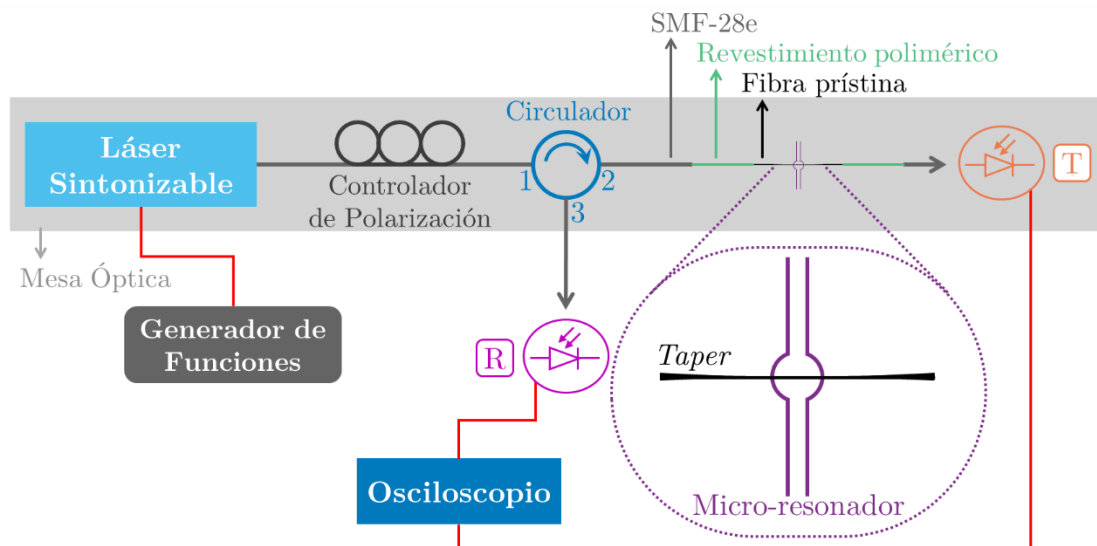 SMF-28e
Revestimiento polimérico
Fibra prístina
Circulador
Láser
Sintonizable
1
2
3
T
Controlador
de Polarización
Mesa Óptica
Generador de
Funciones
R
Taper
Osciloscopio
Micro-resonador